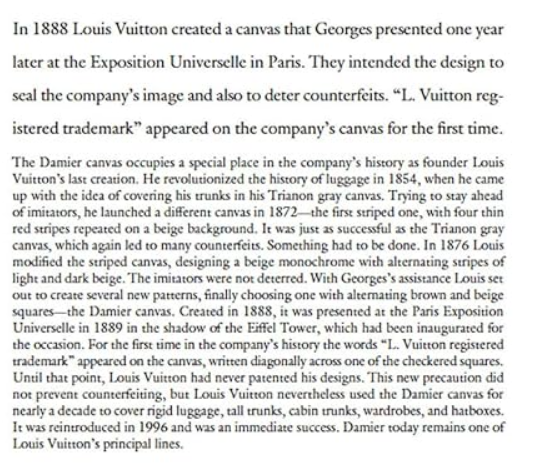 In 1888 Louis Vuitton created a canvas that Georges presented one year
later at the Exposition Universelle in Paris. They intended the design to
seal the company's image and also to deter counterfeits. “L. Vuitton reg-
istered trademark” appeared on the company's canvas for the first time.
The Damier canvas occupies a special place in the company's history as founder Louis
Vuitton's last creation. He revolutionized the history of luggage in 1854, when he came
up with the idea of covering his trunks in his Trianon gray canvas. Trying to stay ahead
of imitators, he launched a different canvas in 1872—the first striped one, with four thin
red stripes repeated on a beige background. It was just as successful as the Trianon gray
canvas, which again led to many counterfeits. Something had to be done. In 1876 Louis
modified the striped canvas, designing a beige monochrome with alternating stripes of
light and dark beige. The imitators were not deterred. With Georges's assistance Louis set
out to create several new patterns, finally choosing one with alternating brown and beige
squares—the Damier canvas. Created in 1888, it was presented at the Paris Exposition
Universelle in 1889 in the shadow of the Eiffel Tower, which had been inaugurated for
the occasion. For the first time in the company's history the words “L. Vuitton registered
trademark” appeared on the canvas, written diagonally across one of the checkered squares.
Until that point, Louis Vuitton had never patented his designs. This new precaution did
not prevent counterfeiting, but Louis Vuitton nevertheless used the Damier canvas for
nearly a decade to cover rigid luggage, tall trunks, cabin trunks, wardrobes, and hatboxes.
It was reintroduced in 1996 and was an immediate success. Damier today remains one of
Louis Vuitton's principal lines.